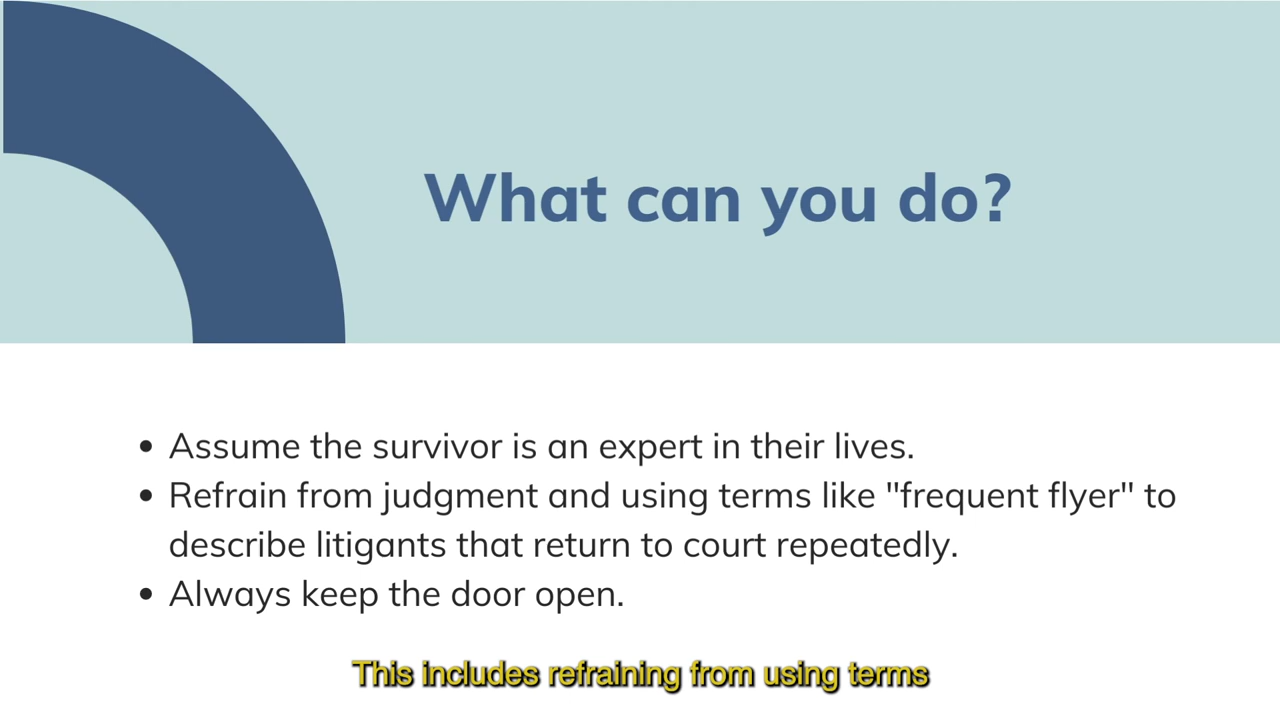 What can you do?
• Assume the survivor is an expert in their lives.
• Refrain from judgment and using terms like "frequent flyer" to
describe litigants that return to court repeatedly.
• Always keep the door open.
This includes refraining from using terms